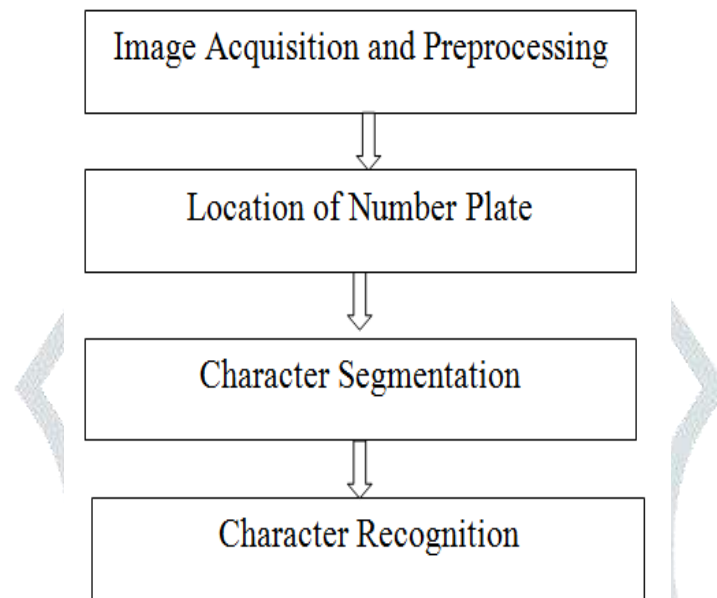 Image Acquisition and Preprocessing
Location of Number Plate
Character Segmentation
Character Recognition